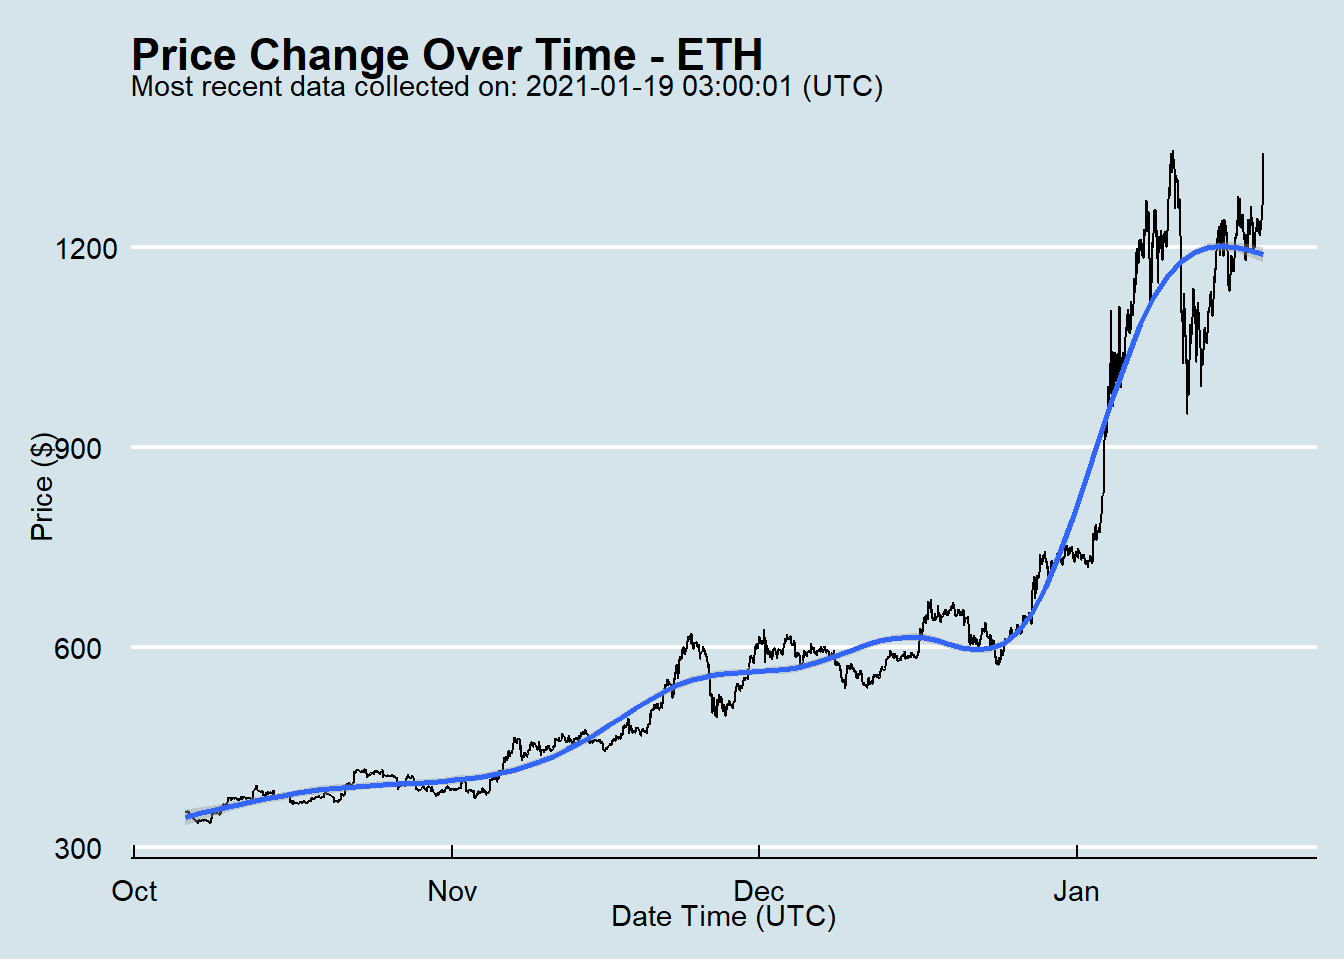 Price Change Over Time - ETH
Most recent data collected on: 2021-01-19 03:00:01 (UTC)
1200
900
600
300
Price ($)
Oct Nov Dec Jan
Date Time (UTC)